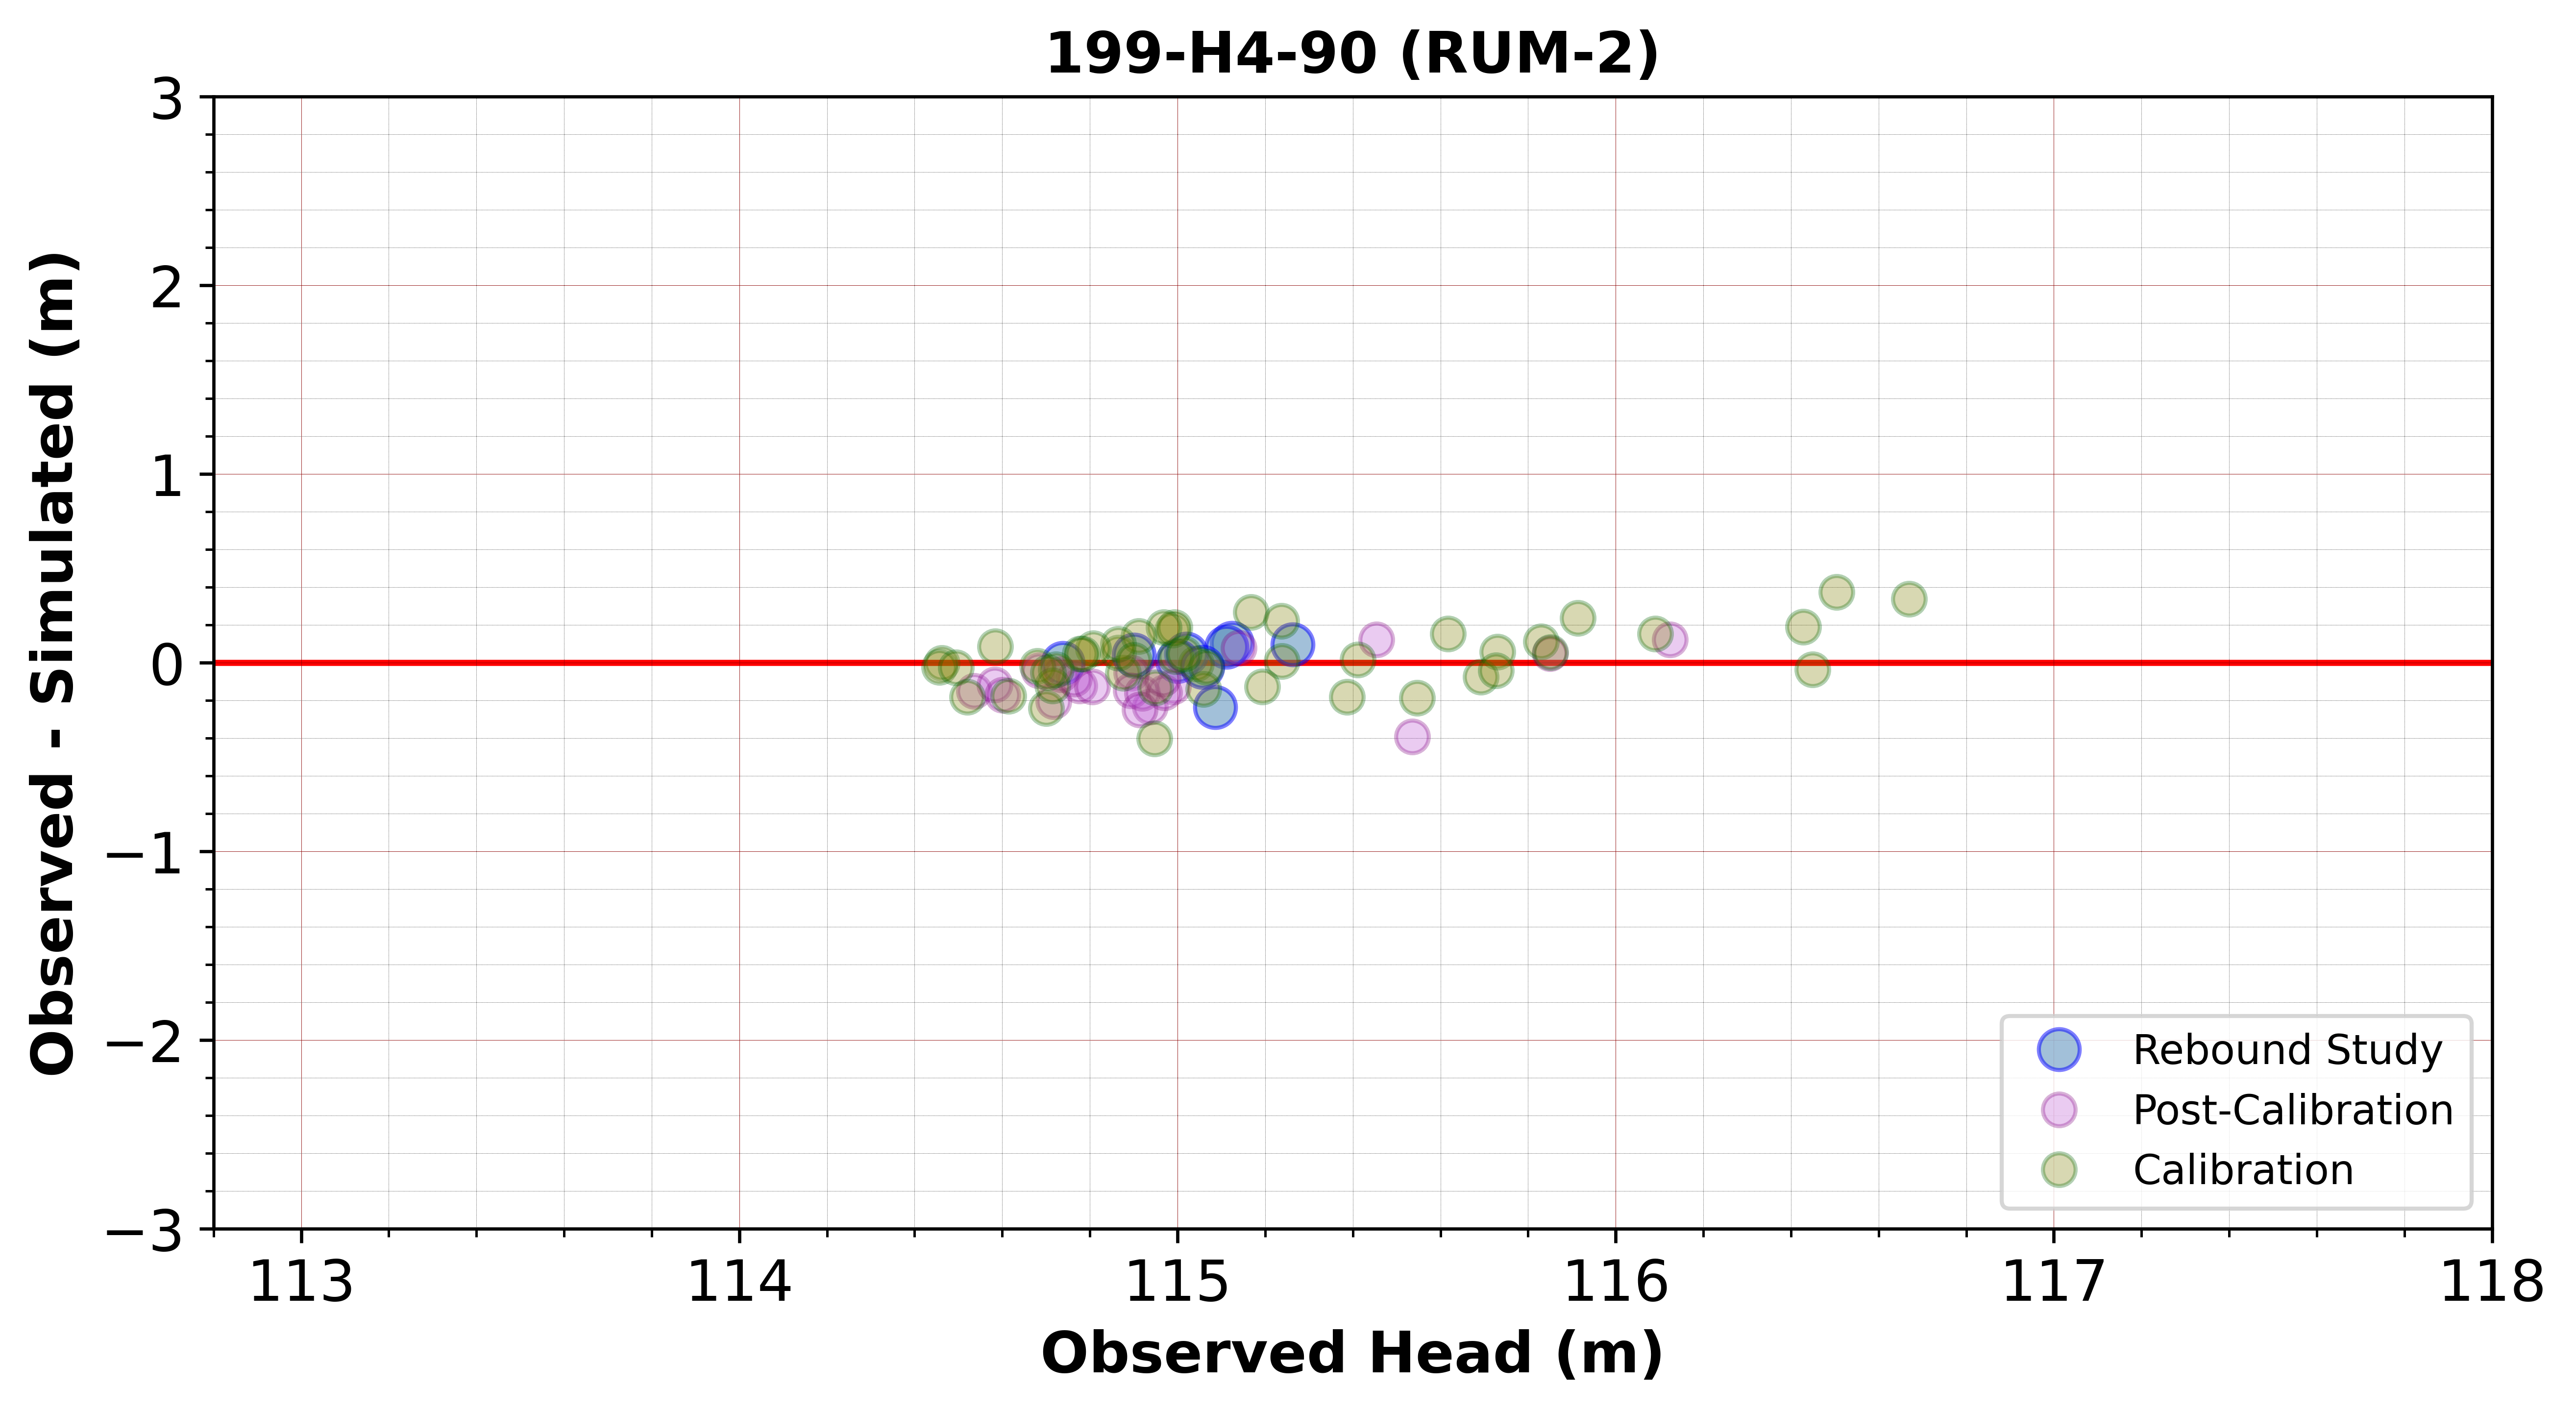 199-H4-90 (RUM-2)
Observed - Simulated (m)
3
2
1
0
−1
−2
−3
Rebound Study
Post-Calibration
Calibration
113 114 115 116 117 118
Observed Head (m)